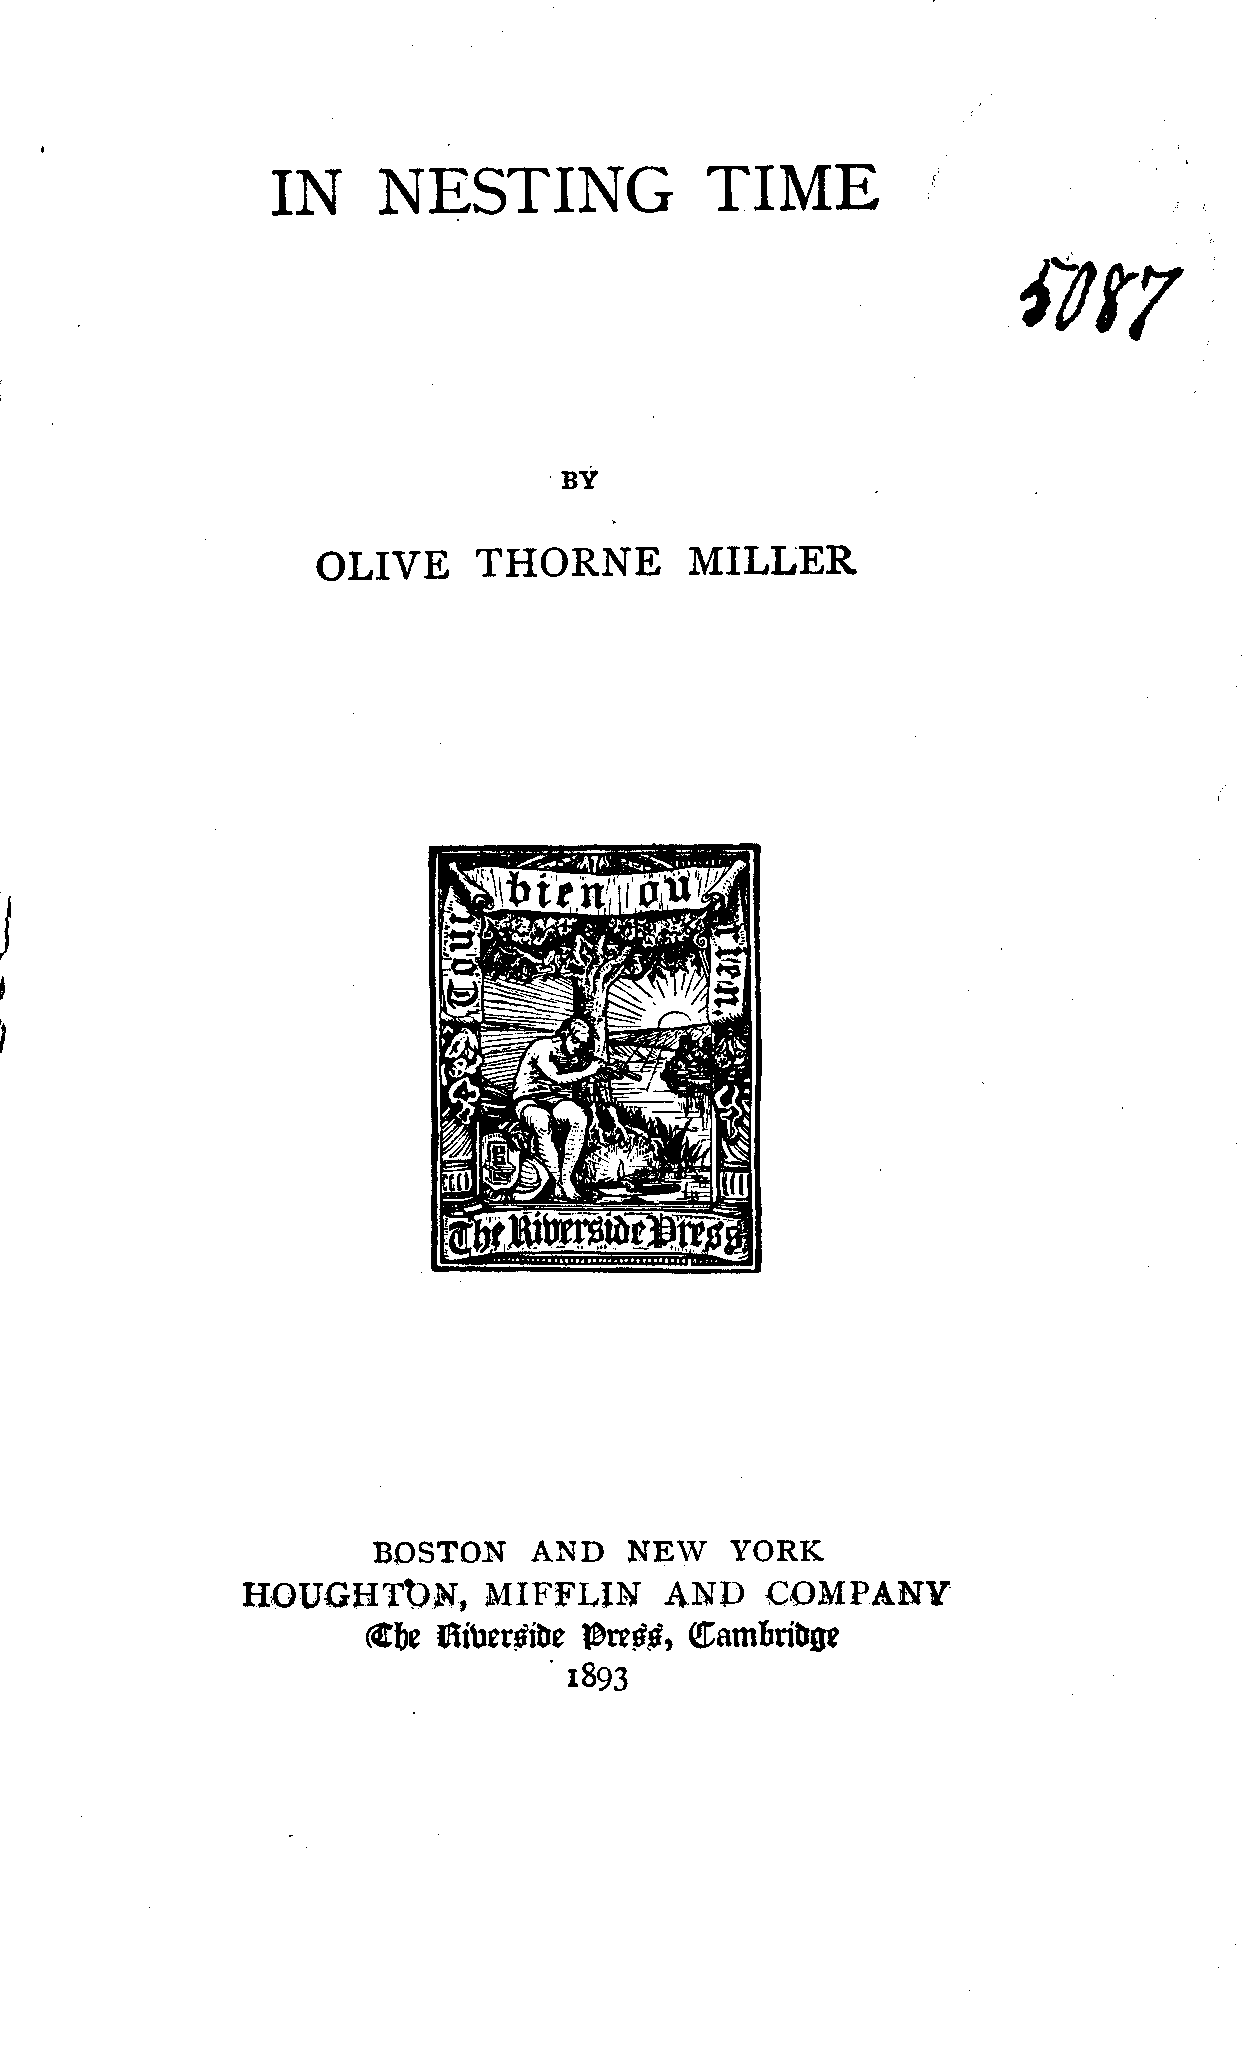 IN NESTING TIME
5087
BY
OLIVE THORNE MILLER
Tout bien ou rien.
The Riverside Press
BOSTON AND NEW YORK
HOUGHTON, MIFFLIN AND COMPANY
The Riverside Press, Cambridge
1893